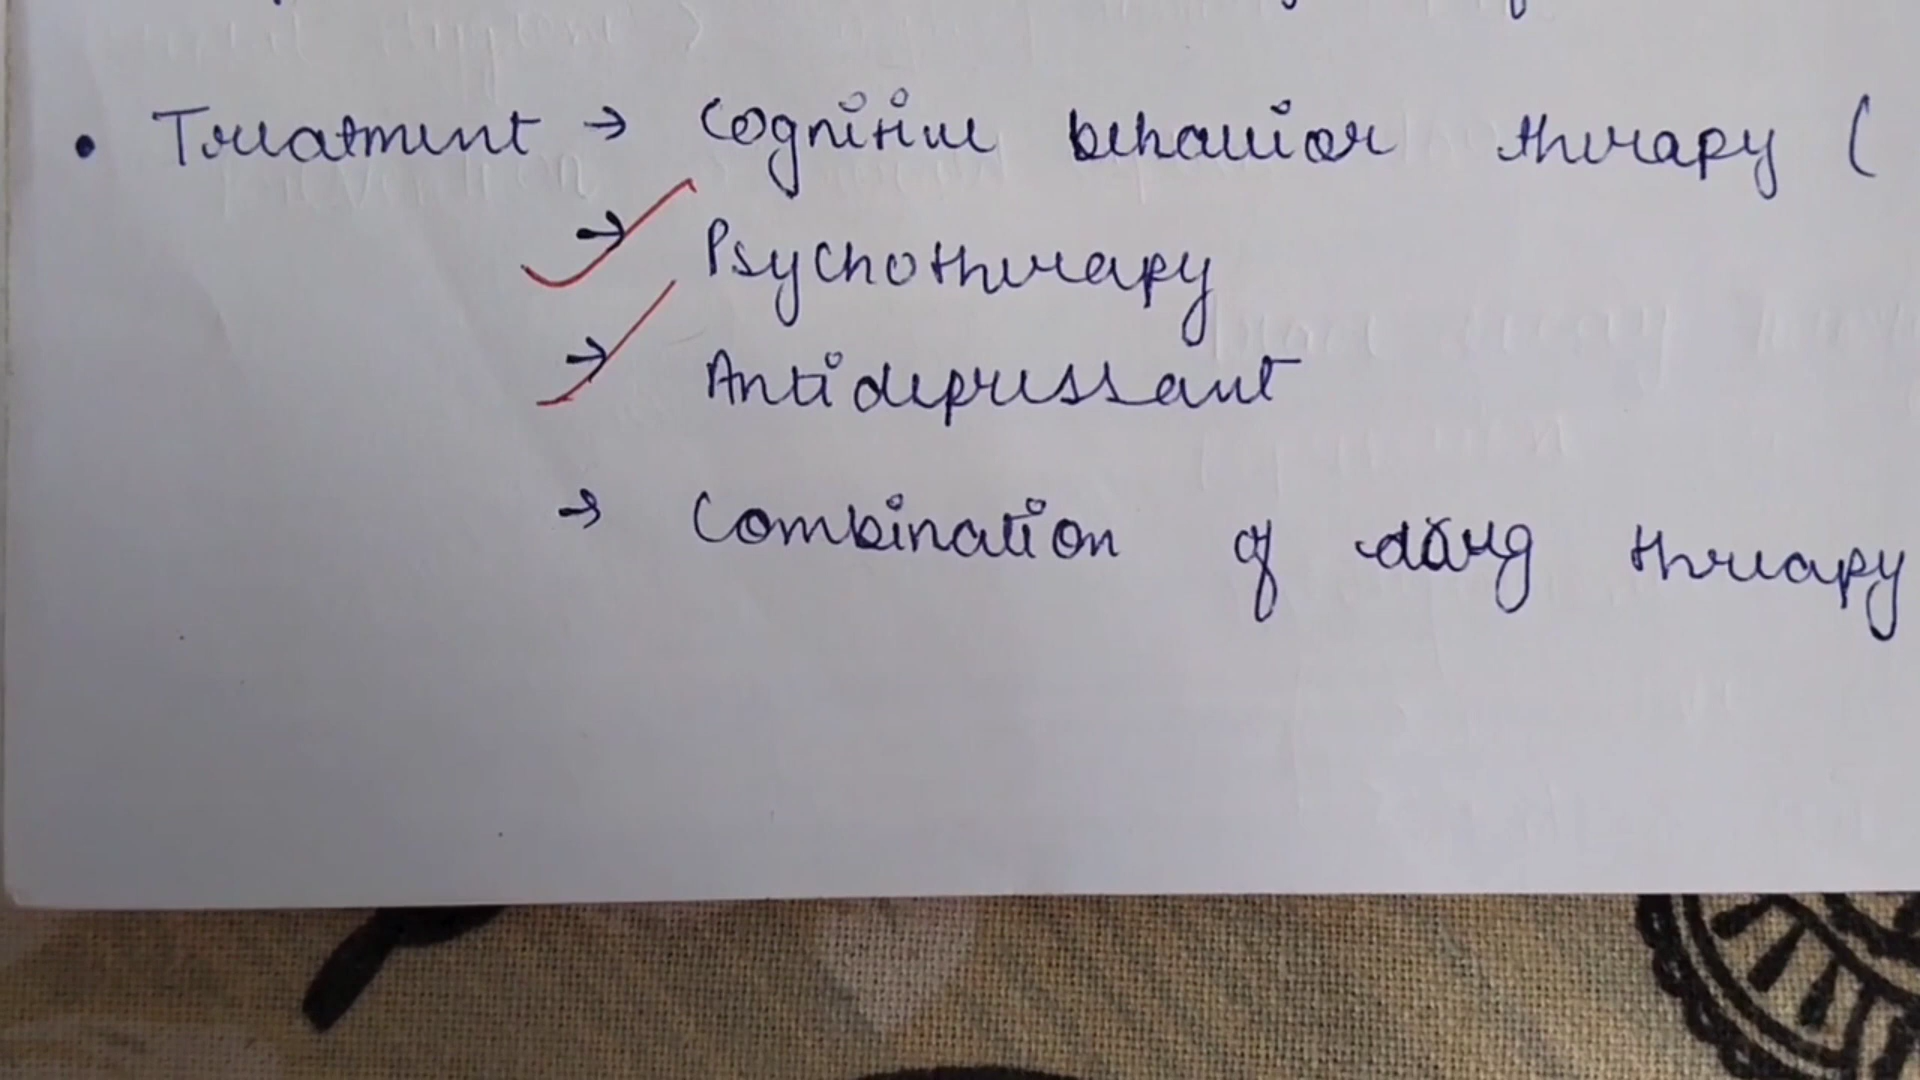 • Treatment → Cognitive behavior therapy (
→ Psychotherapy
→ Antidepressant
→ Combination of drug therapy